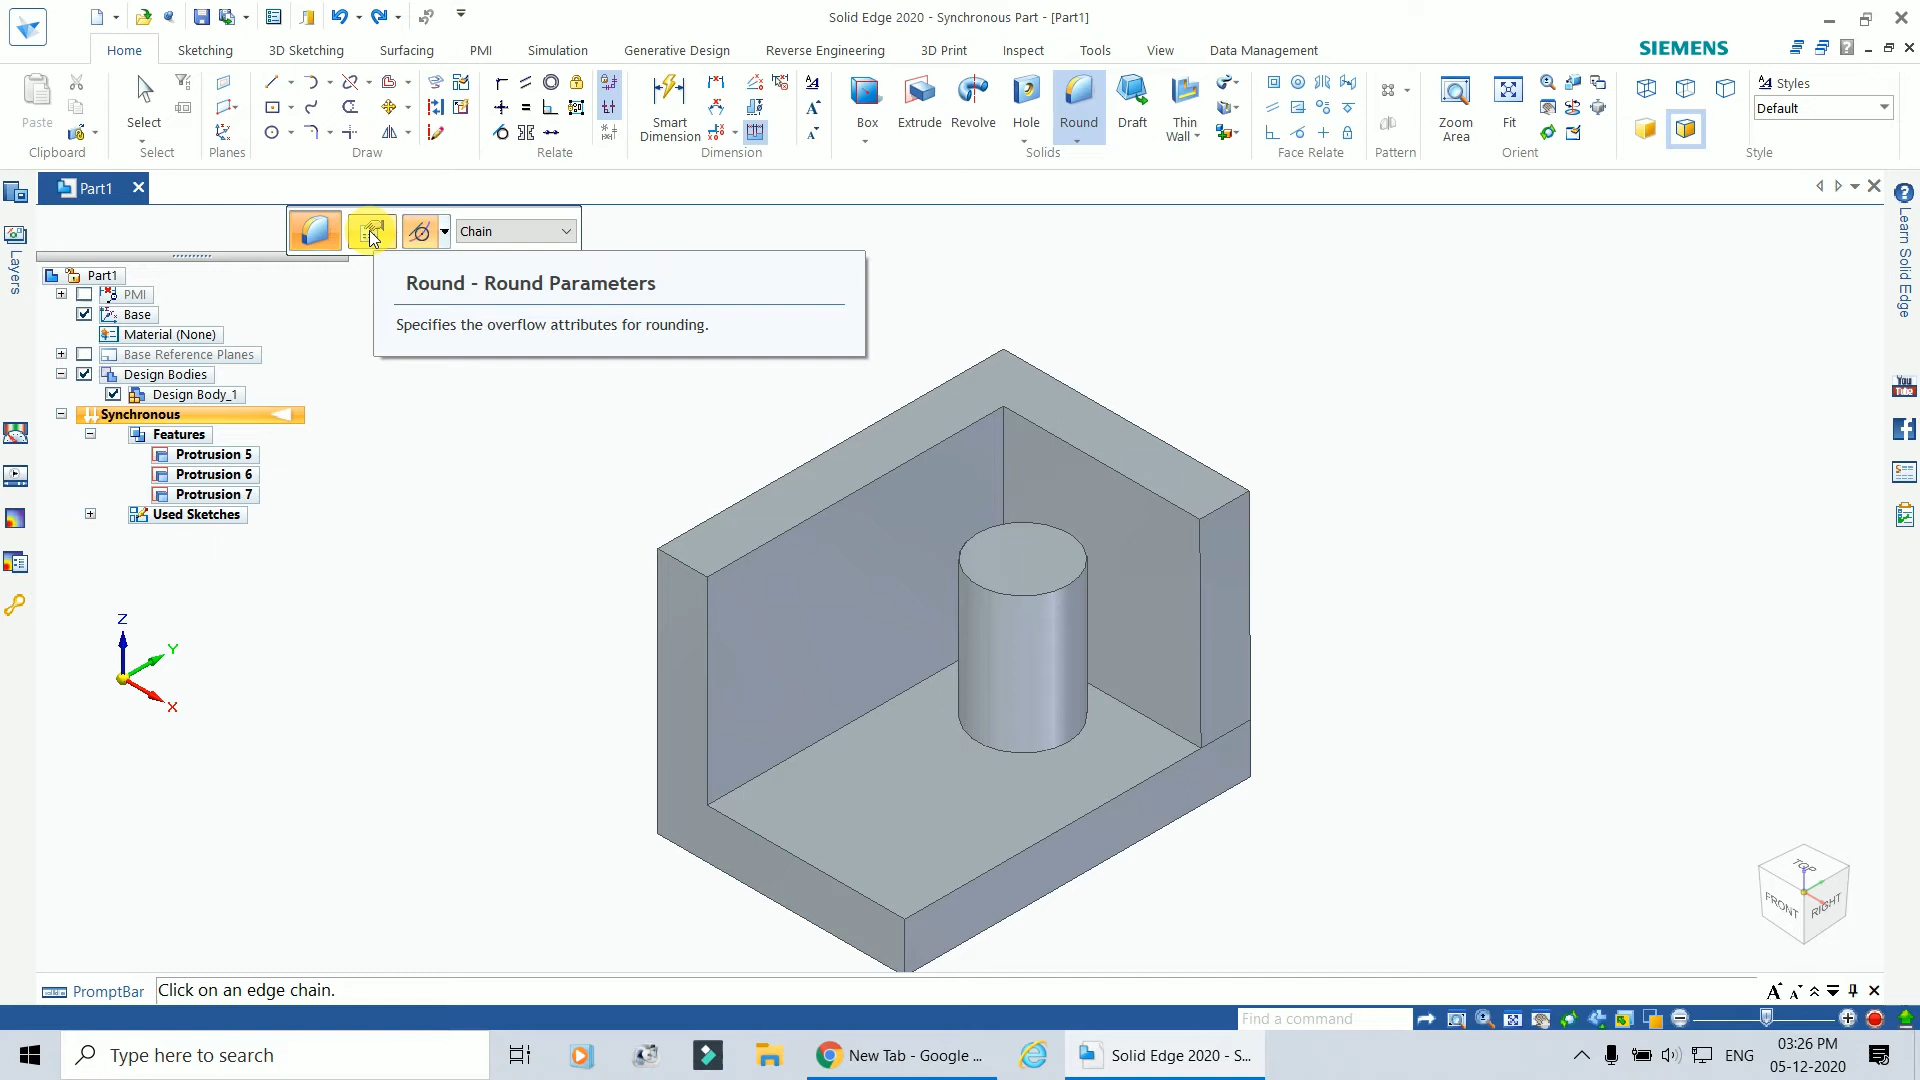 Solid Edge 2020 - Synchronous Part - [Part1]
Home
Sketching
3D Sketching
Surfacing
PMI
Simulation
Generative Design
Reverse Engineering
3D Print
Inspect
Tools
View
Data Management
SIEMENS
Paste
Clipboard
Select
Select
Planes
Draw
Relate
Smart
Dimension
Dimension
Box
Extrude
Revolve
Hole
Round
Draft
Thin
Wall
Solids
Face Relate
Pattern
Zoom
Area
Fit
Orient
Styles
Default
Style
Part1
Chain
Round - Round Parameters
Specifies the overflow attributes for rounding.
Part1
PMI
Base
Material (None)
Base Reference Planes
Design Bodies
Design Body_1
Synchronous
Features
Protrusion 5
Protrusion 6
Protrusion 7
Used Sketches
Layers
Learn Solid Edge
You
Tube
Z
Y
X
TOP
FRONT
RIGHT
PromptBar
Click on an edge chain.
Find a command
Type here to search
New Tab - Google ...
Solid Edge 2020 - S...
ENG
03:26 PM
05-12-2020